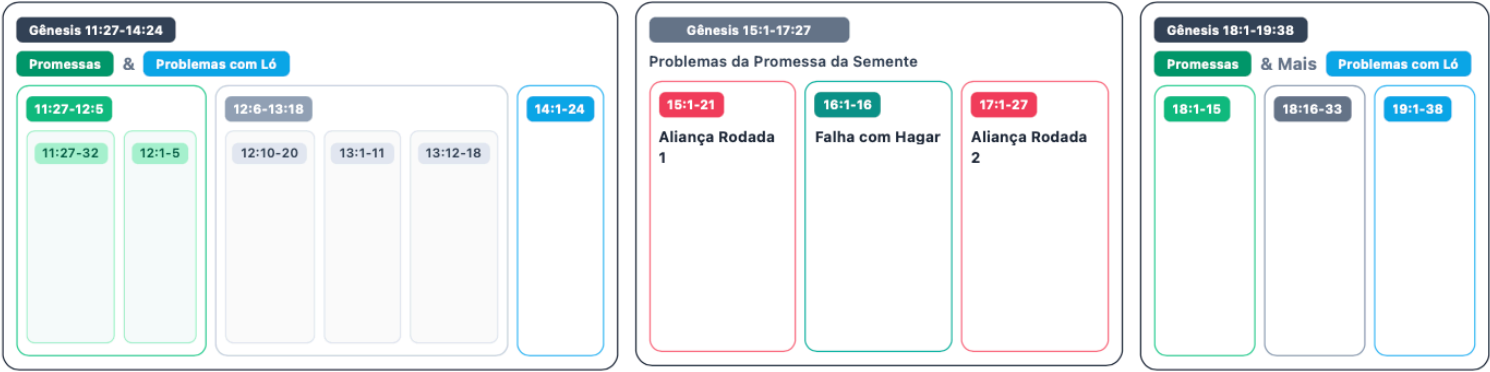 Gênesis 11:27-14:24
Promessas & Problemas com Ló
11:27-12:5
11:27-32
12:1-5
12:6-13:18
12:10-20
13:1-11
13:12-18
14:1-24
Gênesis 15:1-17:27
Problemas da Promessa da Semente
15:1-21
Aliança Rodada
1
16:1-16
Falha com Hagar
17:1-27
Aliança Rodada
2
Gênesis 18:1-19:38
Promessas & Mais Problemas com Ló
18:1-15
18:16-33
19:1-38